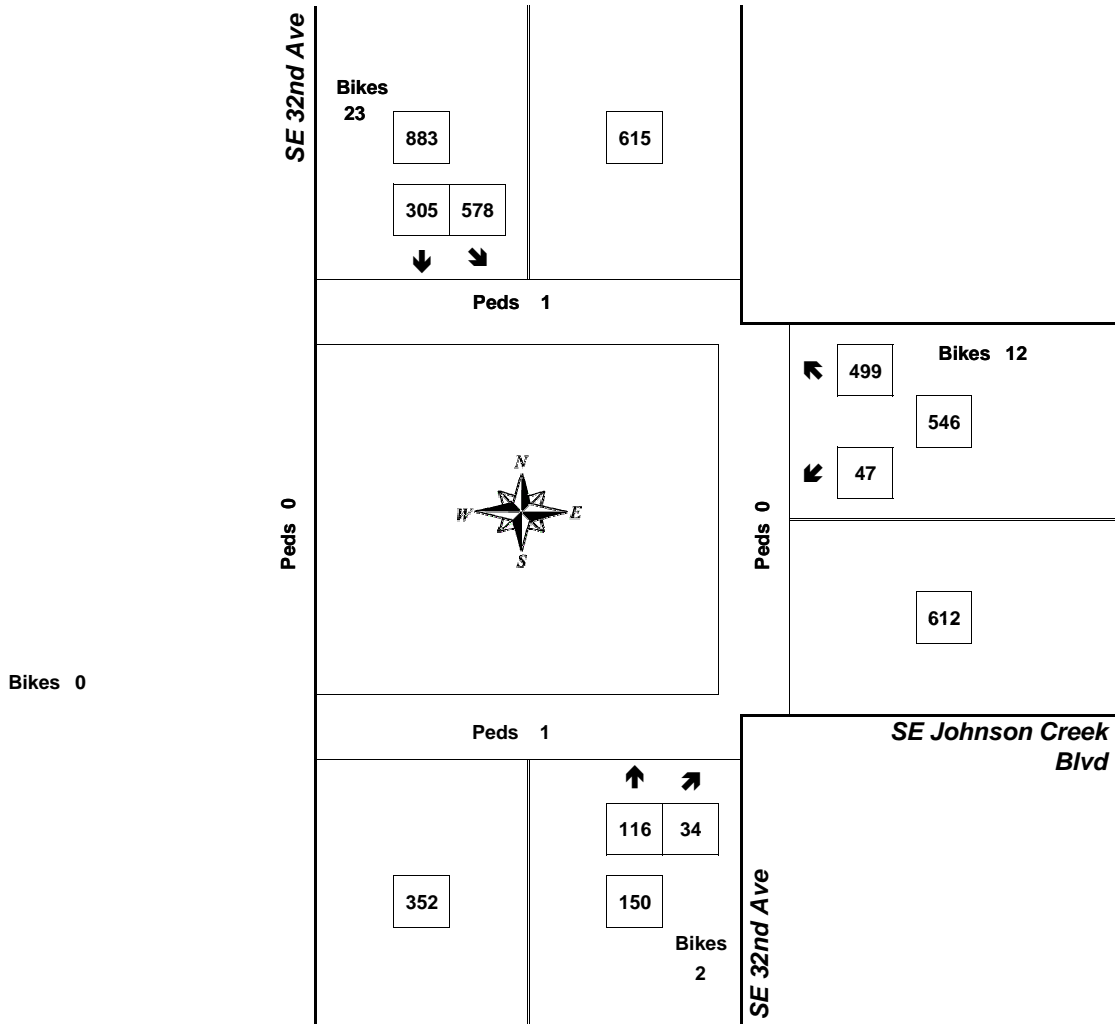 SE 32nd Ave
Bikes
23
883
615
305 578
Peds 1
Bikes 12
499
546
47
N
W E
S
Peds 0
Peds 0
612
Bikes 0
Peds 1
SE Johnson Creek
Blvd
116 34
352
150
Bikes
2
SE 32nd Ave